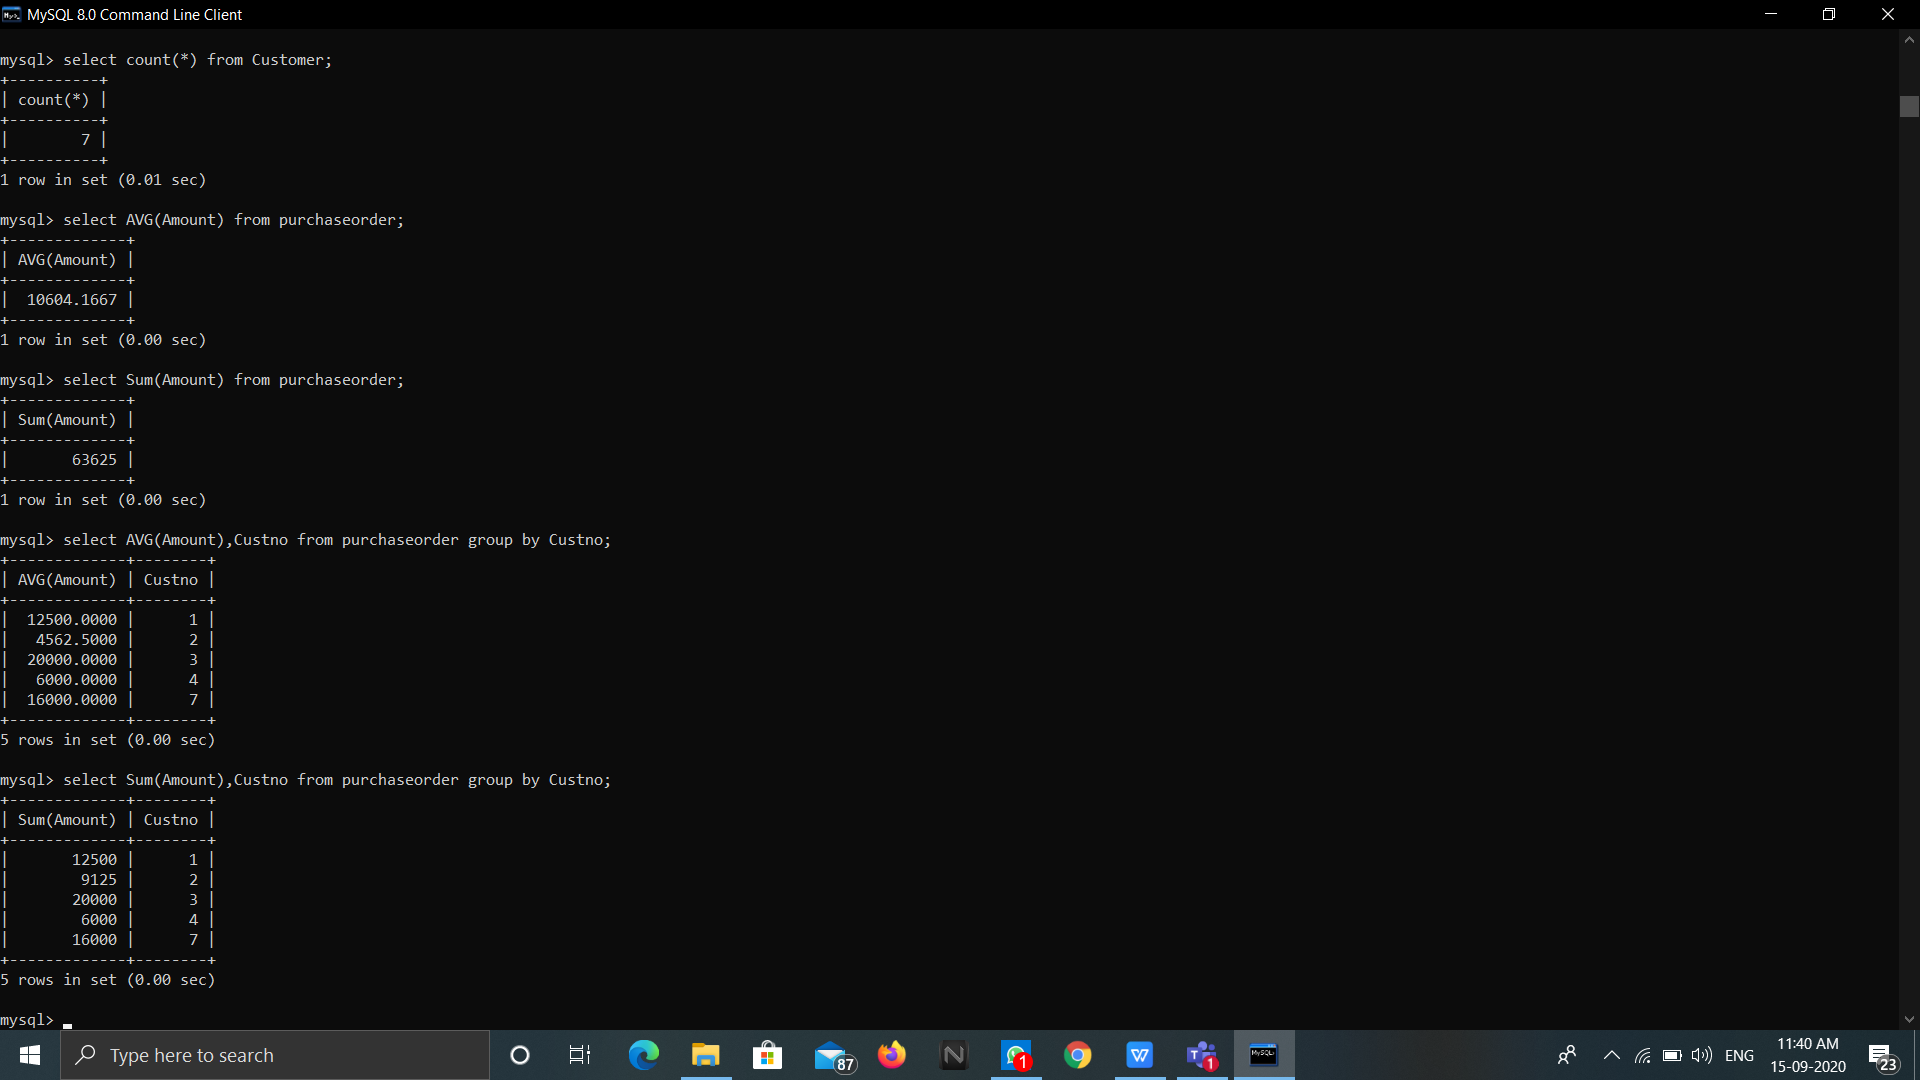 MySQL 8.0 Command Line Client
mysql> select count(*) from Customer;
+----------+
| count(*) |
+----------+
|        7 |
+----------+
1 row in set (0.01 sec)
mysql> select AVG(Amount) from purchaseorder;
+-------------+
| AVG(Amount) |
+-------------+
|  10604.1667 |
+-------------+
1 row in set (0.00 sec)
mysql> select Sum(Amount) from purchaseorder;
+-------------+
| Sum(Amount) |
+-------------+
|       63625 |
+-------------+
1 row in set (0.00 sec)
mysql> select AVG(Amount),Custno from purchaseorder group by Custno;
+-------------+--------+
| AVG(Amount) | Custno |
+-------------+--------+
|  12500.0000 |      1 |
|   4562.5000 |      2 |
|  20000.0000 |      3 |
|   6000.0000 |      4 |
|  16000.0000 |      7 |
+-------------+--------+
5 rows in set (0.00 sec)
mysql> select Sum(Amount),Custno from purchaseorder group by Custno;
+-------------+--------+
| Sum(Amount) | Custno |
+-------------+--------+
|       12500 |      1 |
|        9125 |      2 |
|       20000 |      3 |
|        6000 |      4 |
|       16000 |      7 |
+-------------+--------+
5 rows in set (0.00 sec)
mysql> _
Type here to search
87
N
1
W
T
1
MySQL
ENG
11:40 AM
15-09-2020
23